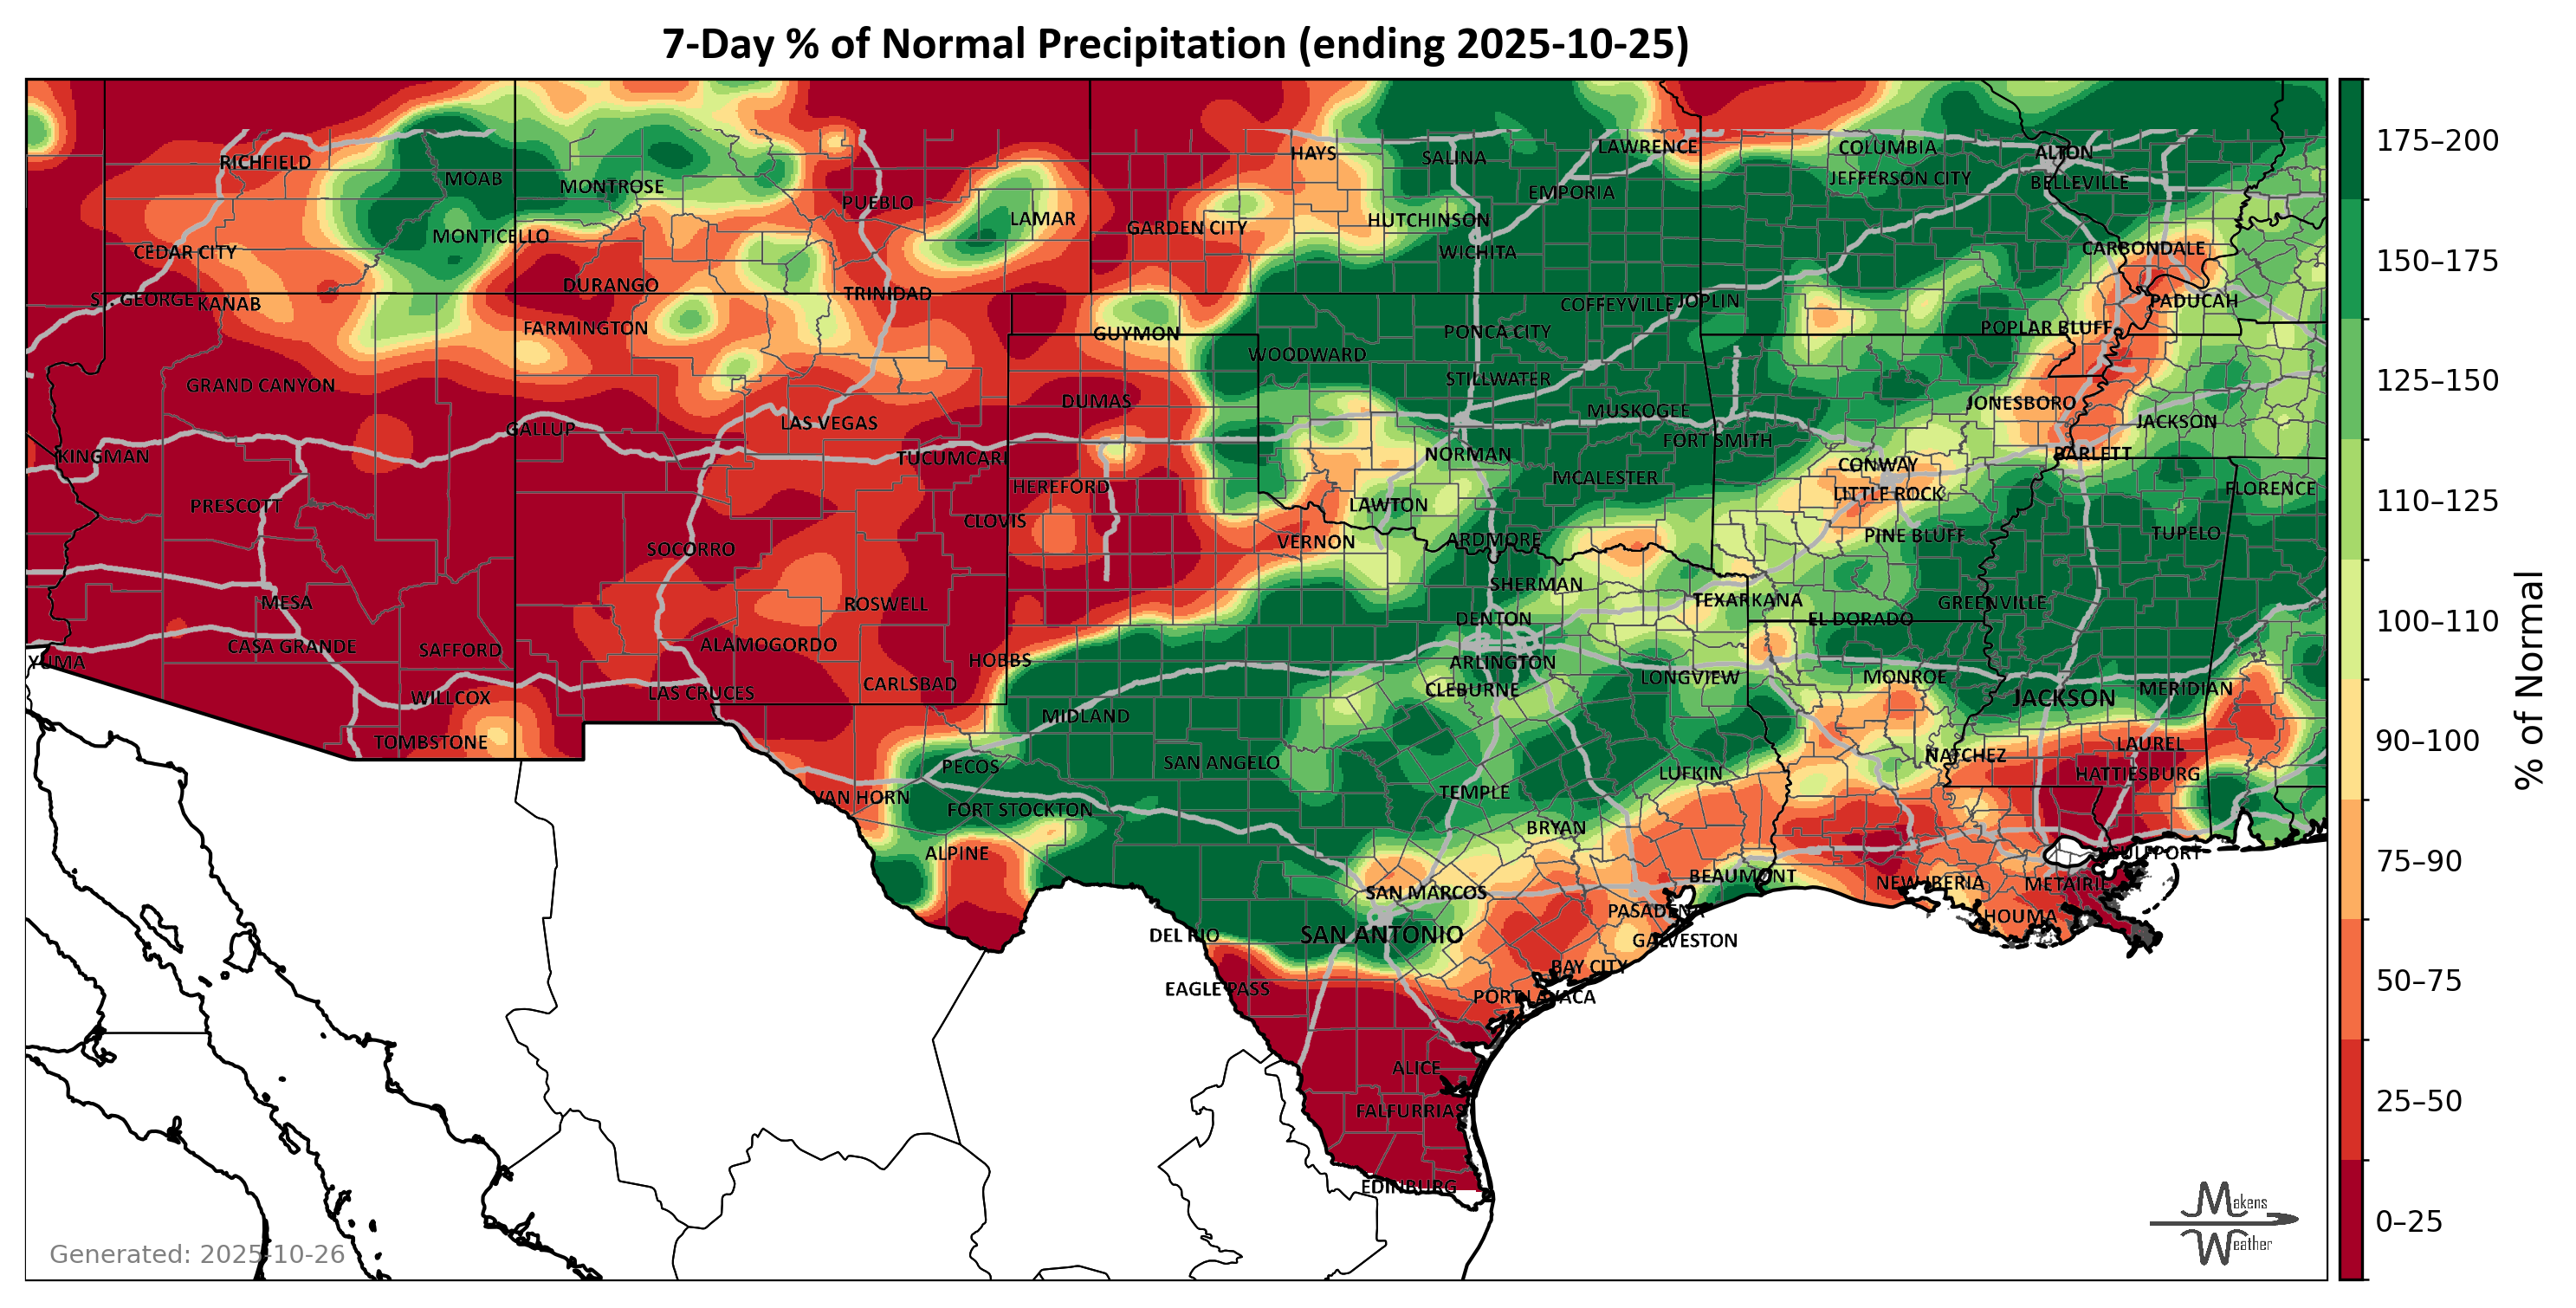 7-Day % of Normal Precipitation (ending 2025-10-25)
HAYS
SALINA
LAWRENCE
COLUMBIA
ALTON
RICHFIELD
MOAB
MONTROSE
EMPORIA
JEFFERSON CITY
BELLEVILLE
PUEBLO
LAMAR
GARDEN CITY
HUTCHINSON
MONTICELLO
CEDAR CITY
WICHITA
CARBONDALE
DURANGO
TRINIDAD
ST. GEORGE
KANAB
COFFEYVILLE
JOPLIN
PADUCAH
FARMINGTON
GUYMON
PONCA CITY
POPLAR BLUFF
WOODWARD
GRAND CANYON
STILLWATER
DUMAS
MUSKOGEE
JONESBORO
LAS VEGAS
JACKSON
GALLUP
FORT SMITH
KINGMAN
TUCUMCARI
NORMAN
BARLETT
CONWAY
HEREFORD
MCALESTER
LITTLE ROCK
FLORENCE
PRESCOTT
LAWTON
CLOVIS
VERNON
ARDMORE
PINE BLUFF
TUPELO
SOCORRO
SHERMAN
MESA
ROSWELL
TEXARKANA
GREENVILLE
DENTON
EL DORADO
CASA GRANDE
SAFFORD
ALAMOGORDO
YUMA
HOBBS
ARLINGTON
WILLCOX
LAS CRUCES
CARLSBAD
CLEBURNE
LONGVIEW
MONROE
JACKSON
MERIDIAN
MIDLAND
TOMBSTONE
PECOS
SAN ANGELO
LUFKIN
NATCHEZ
LAUREL
HATTIESBURG
VAN HORN
FORT STOCKTON
TEMPLE
BRYAN
ALPINE
GULFPORT
SAN MARCOS
BEAUMONT
NEW IBERIA
METAIRIE
PASADENA
HOUMA
DEL RIO
SAN ANTONIO
GALVESTON
BAY CITY
EAGLE PASS
PORT LAVACA
ALICE
FALFURRIAS
EDINBURG
Generated: 2025-10-26
Makens
Weather
175–200
150–175
125–150
110–125
100–110
90–100
75–90
50–75
25–50
0–25
% of Normal